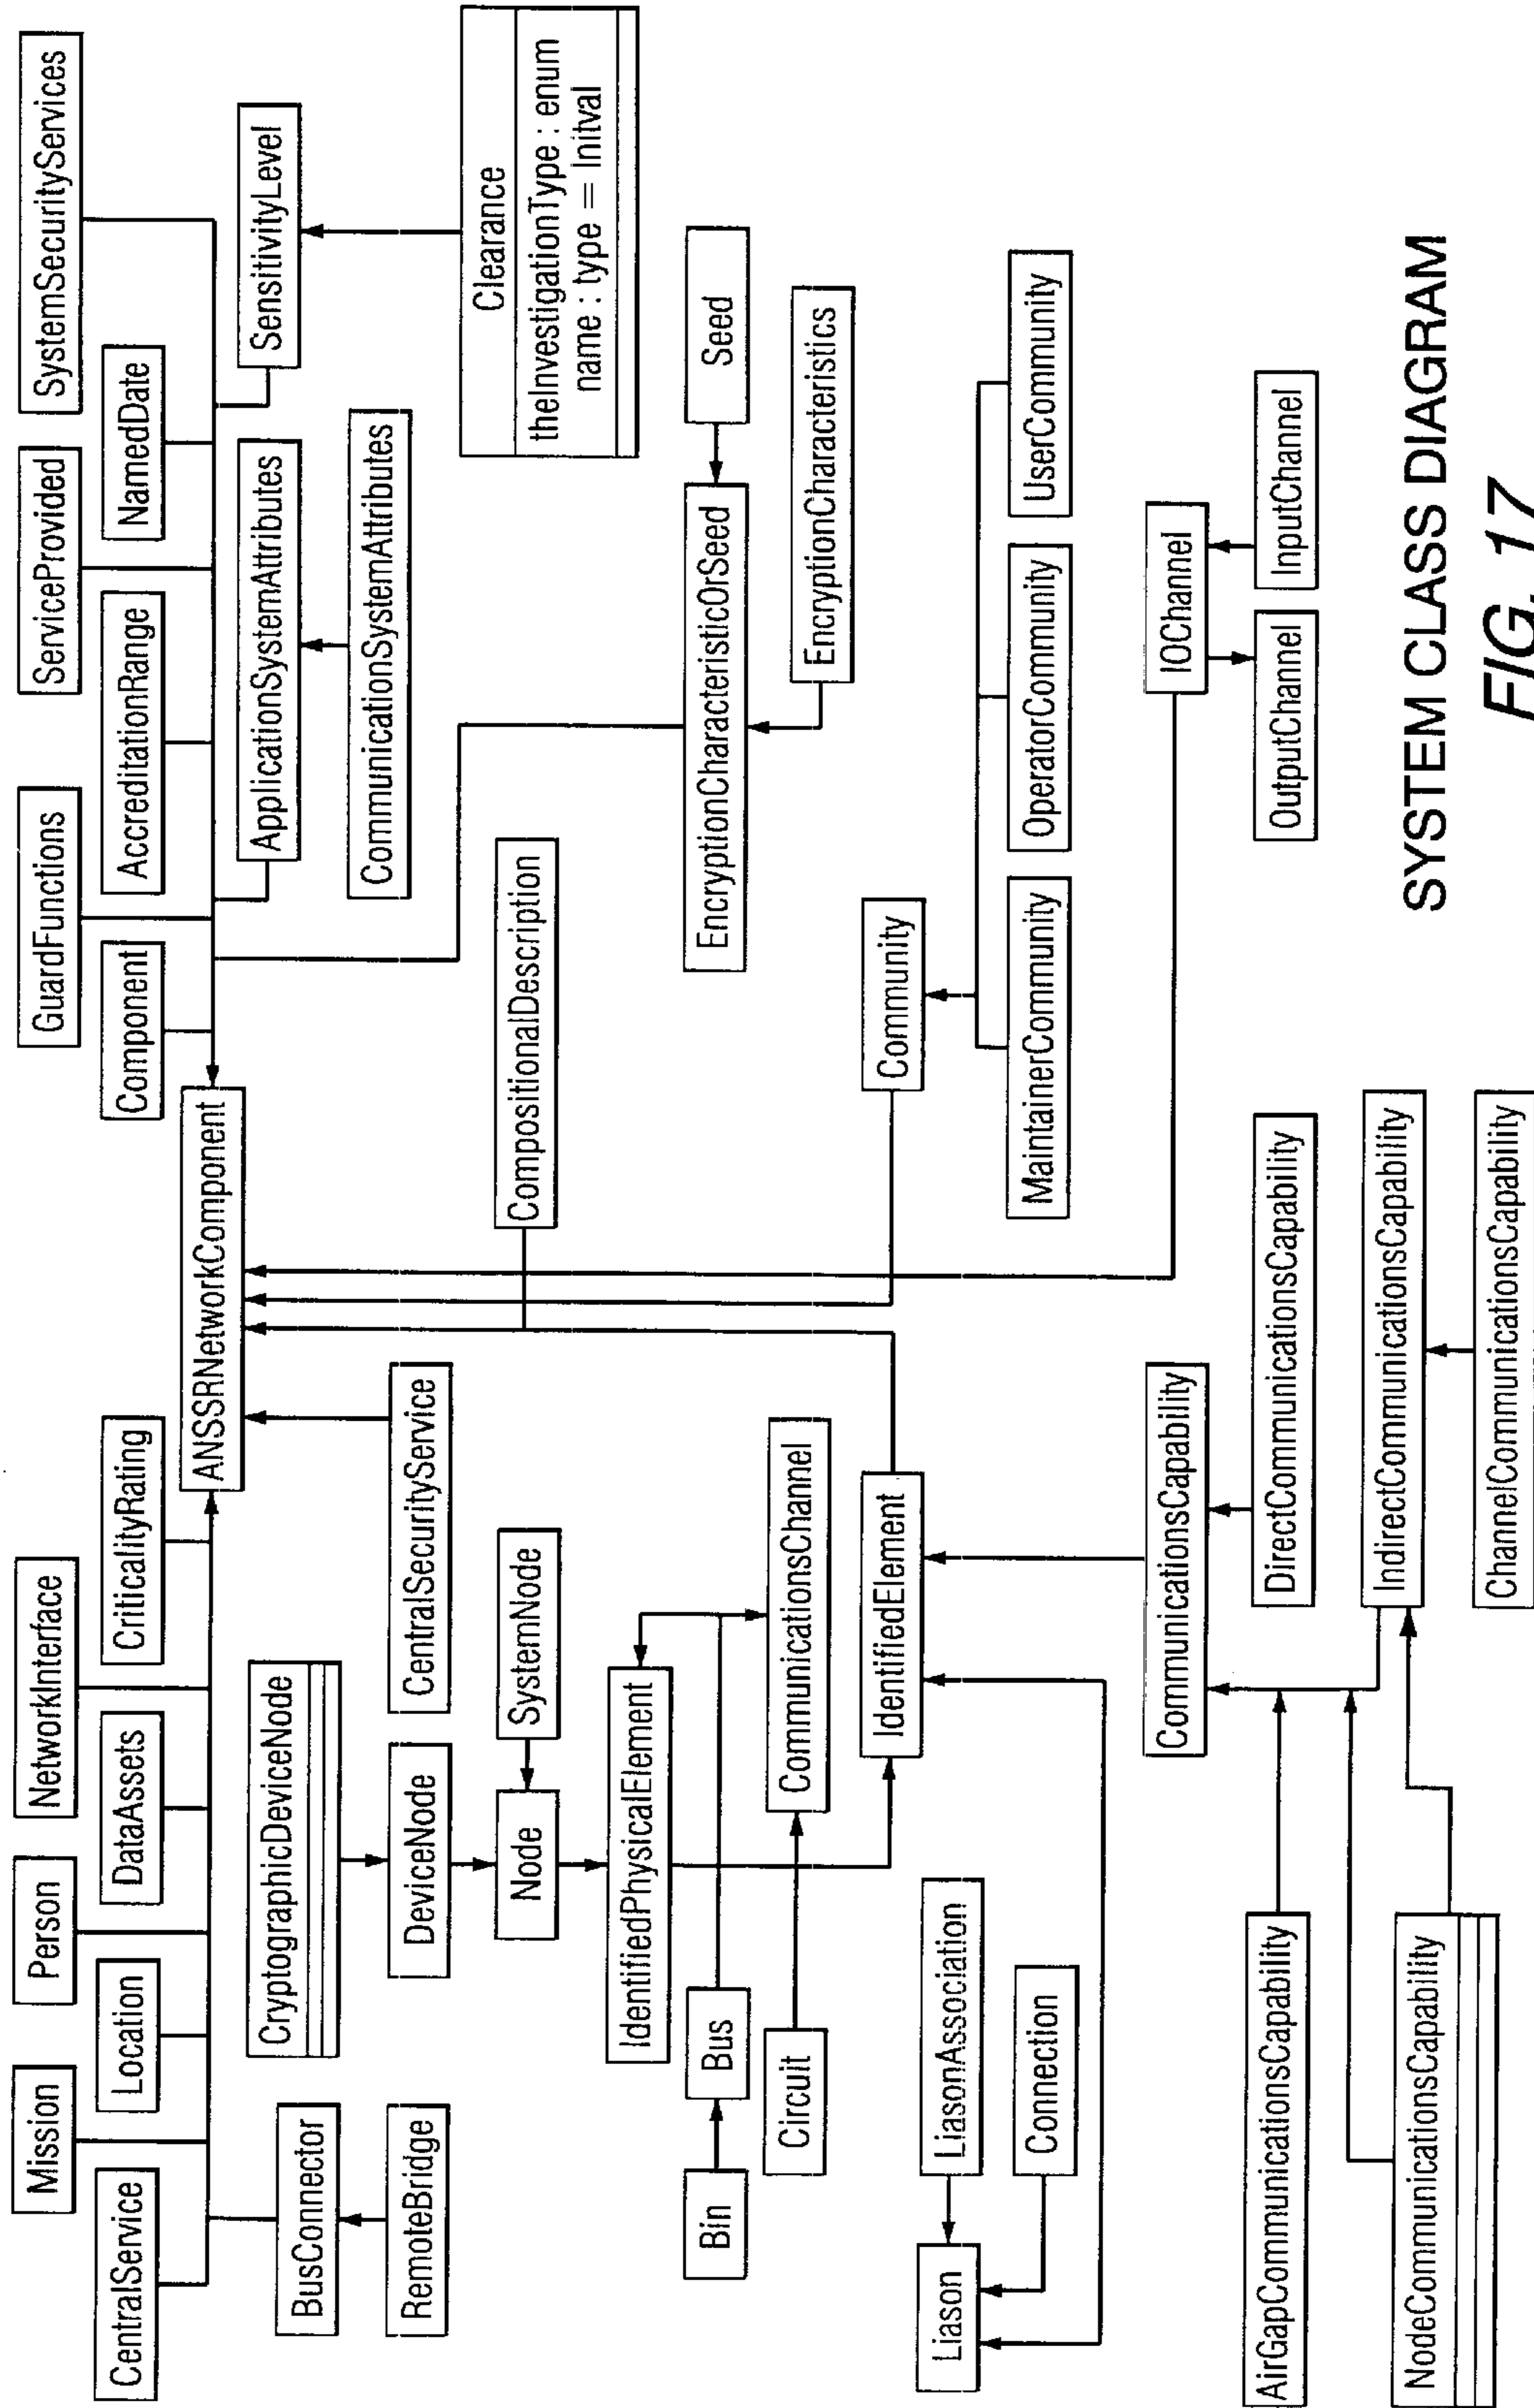 Mission
Person
NetworkInterface
GuardFunctions
ServiceProvided
SystemSecurityServices
CentralService
Location
DataAssets
CriticalityRating
Component
AccreditationRange
NamedDate
ANSSRNetworkComponent
BusConnector
CryptographicDeviceNode
ApplicationSystemAttributes
SensitivityLevel
RemoteBridge
DeviceNode
CentralSecurityService
CommunicationSystemAttributes
Clearance
theInvestigationType : enum
name : type = Initval
Node
SystemNode
CompositionalDescription
IdentifiedPhysicalElement
Bin
Bus
EncryptionCharacteristicOrSeed
Seed
Circuit
CommunicationsChannel
EncryptionCharacteristics
Liason
LiasonAssociation
IdentifiedElement
Community
Connection
MaintainerCommunity
OperatorCommunity
UserCommunity
CommunicationsCapability
IOChannel
AirGapCommunicationsCapability
DirectCommunicationsCapability
OutputChannel
InputChannel
IndirectCommunicationsCapability
NodeCommunicationsCapability
ChannelCommunicationsCapability
SYSTEM CLASS DIAGRAM
FIG. 17